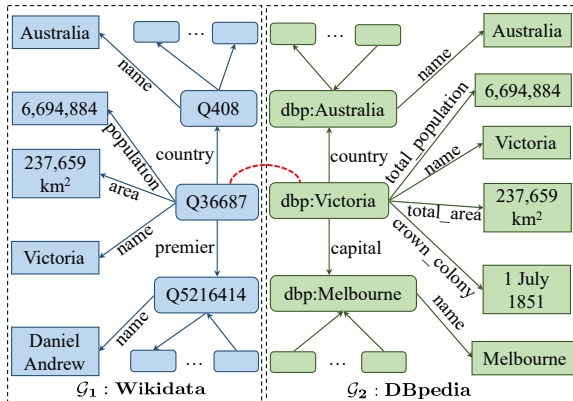 Australia
... 
name
Q408
6,694,884
population
country
237,659
km²
area
Q36687
Victoria
name
premier
Q5216414
name
Daniel
Andrew
...
G₁ : Wikidata
...
Australia
name
dbp:Australia
6,694,884
total_population
country
name
Victoria
dbp:Victoria
total_area
237,659
km²
capital
crown_colony
1 July
1851
dbp:Melbourne
name
...
Melbourne
G₂ : DBpedia